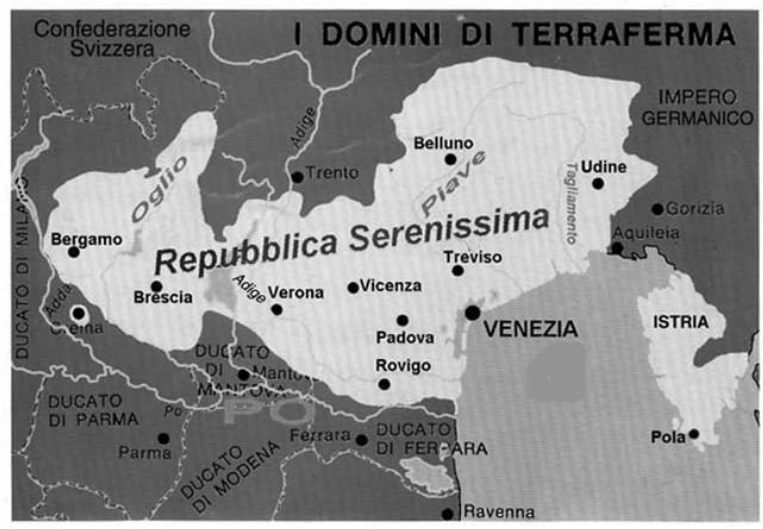 Confederazione
Svizzera
I DOMINI DI TERRAFERMA
IMPERO
GERMANICO
Adige
Belluno
Trento
Oglio
Piave
Udine
Tagliamento
Gorizia
Aquileia
DUCATO DI MILANO
Bergamo
Repubblica Serenissima
Treviso
Brescia
Adige
Verona
Vicenza
Adda
Padova
VENEZIA
ISTRIA
DUCATO
DI
MANTOVA
Rovigo
DUCATO
DI PARMA
Po
PO
Parma
Ferrara
DUCATO
DI FERRARA
Pola
DUCATO
DI MODENA
Ravenna